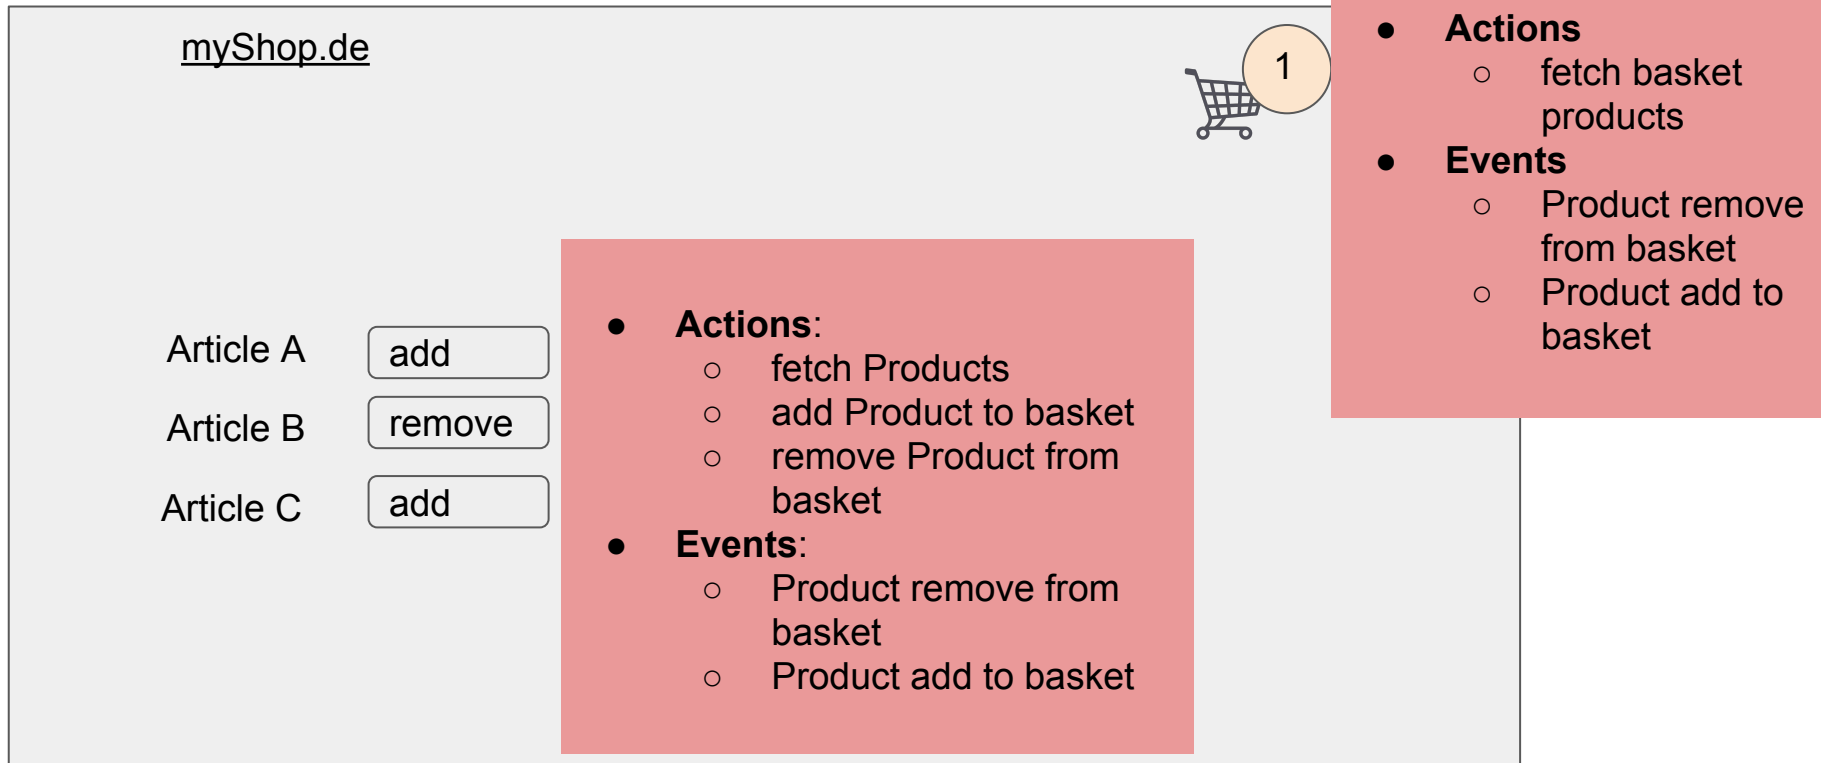 myShop.de
1
● Actions
○ fetch basket
products
● Events
○ Product remove
from basket
○ Product add to
basket
Article A
add
Article B
remove
Article C
add
● Actions:
○ fetch Products
○ add Product to basket
○ remove Product from
basket
● Events:
○ Product remove from
basket
○ Product add to basket